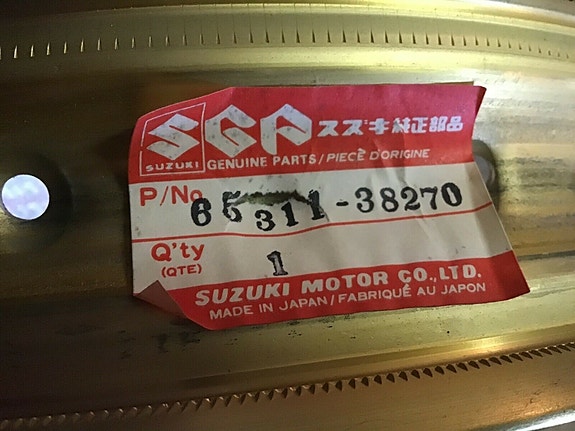 SUZUKI
SGP スズキ純正部品
GENUINE PARTS/PIECÈ D'ORIGINE
P/No 65311-38270
Q'ty 1
(QTE)
SUZUKI MOTOR CO.,LTD.
MADE IN JAPAN/FABRIQUÉ AU JAPON